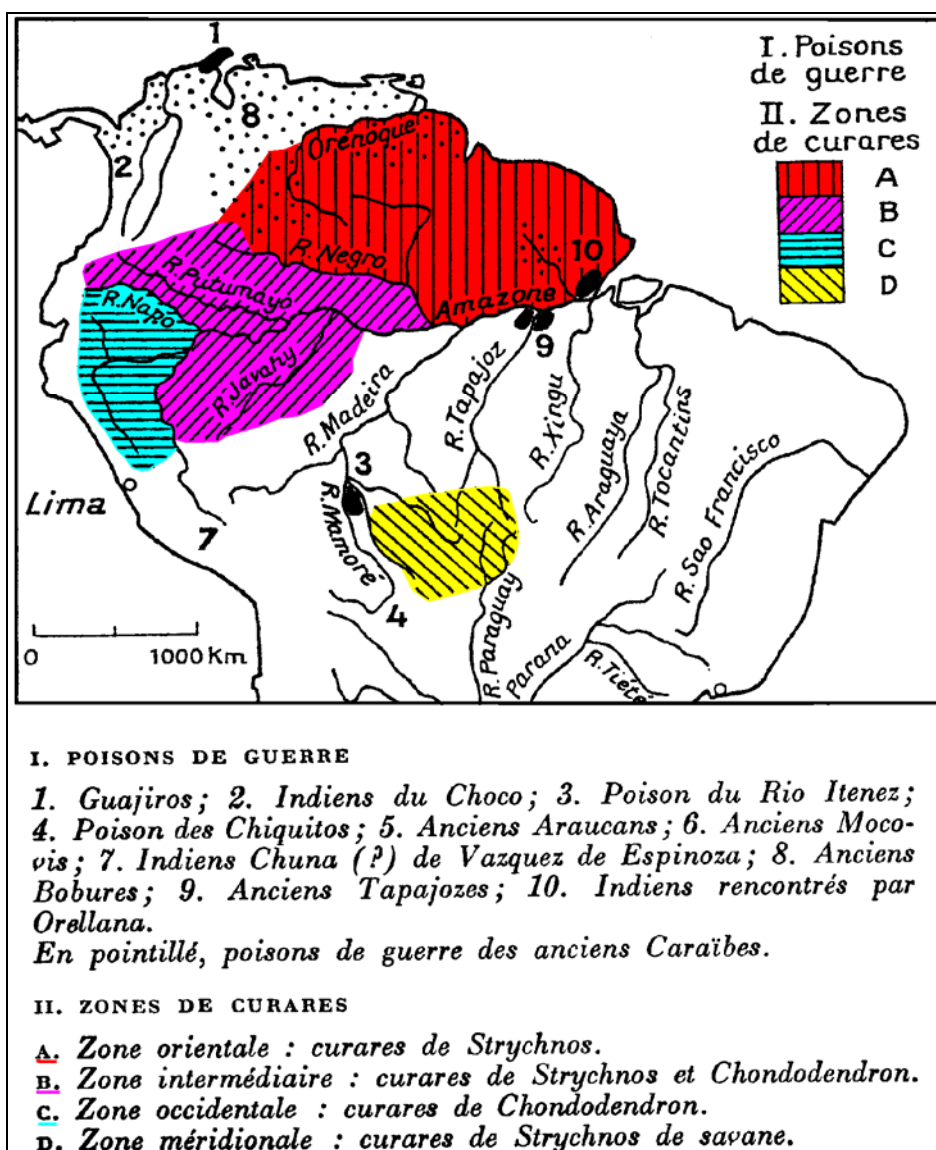 1
I. Poisons
de guerre
II. Zones
de curares
A
B
C
D
8
2
Orénoque
10
R. Negro
R. Putumayo
Amazone
R. Napo
9
R. Javahy
R. Madeira
R. Tapajoz
R. Xingu
R. Araguaya
R. Tocantins
R. Sao Francisco
3
Lima
R. Mamoré
7
4
R. Paraguay
Parana
R. Tiété
0 1000 Km
I. POISONS DE GUERRE
1. Guajiros; 2. Indiens du Choco; 3. Poison du Rio Itenez;
4. Poison des Chiquitos; 5. Anciens Araucans; 6. Anciens Moco-
vis; 7. Indiens Chuna (?) de Vazquez de Espinoza; 8. Anciens
Bobures; 9. Anciens Tapajozes; 10. Indiens rencontrés par
Orellana.
En pointillé, poisons de guerre des anciens Caraïbes.
II. ZONES DE CURARES
A. Zone orientale : curares de Strychnos.
B. Zone intermédiaire : curares de Strychnos et Chondodendron.
C. Zone occidentale : curares de Chondodendron.
D. Zone méridionale : curares de Strychnos de savane.